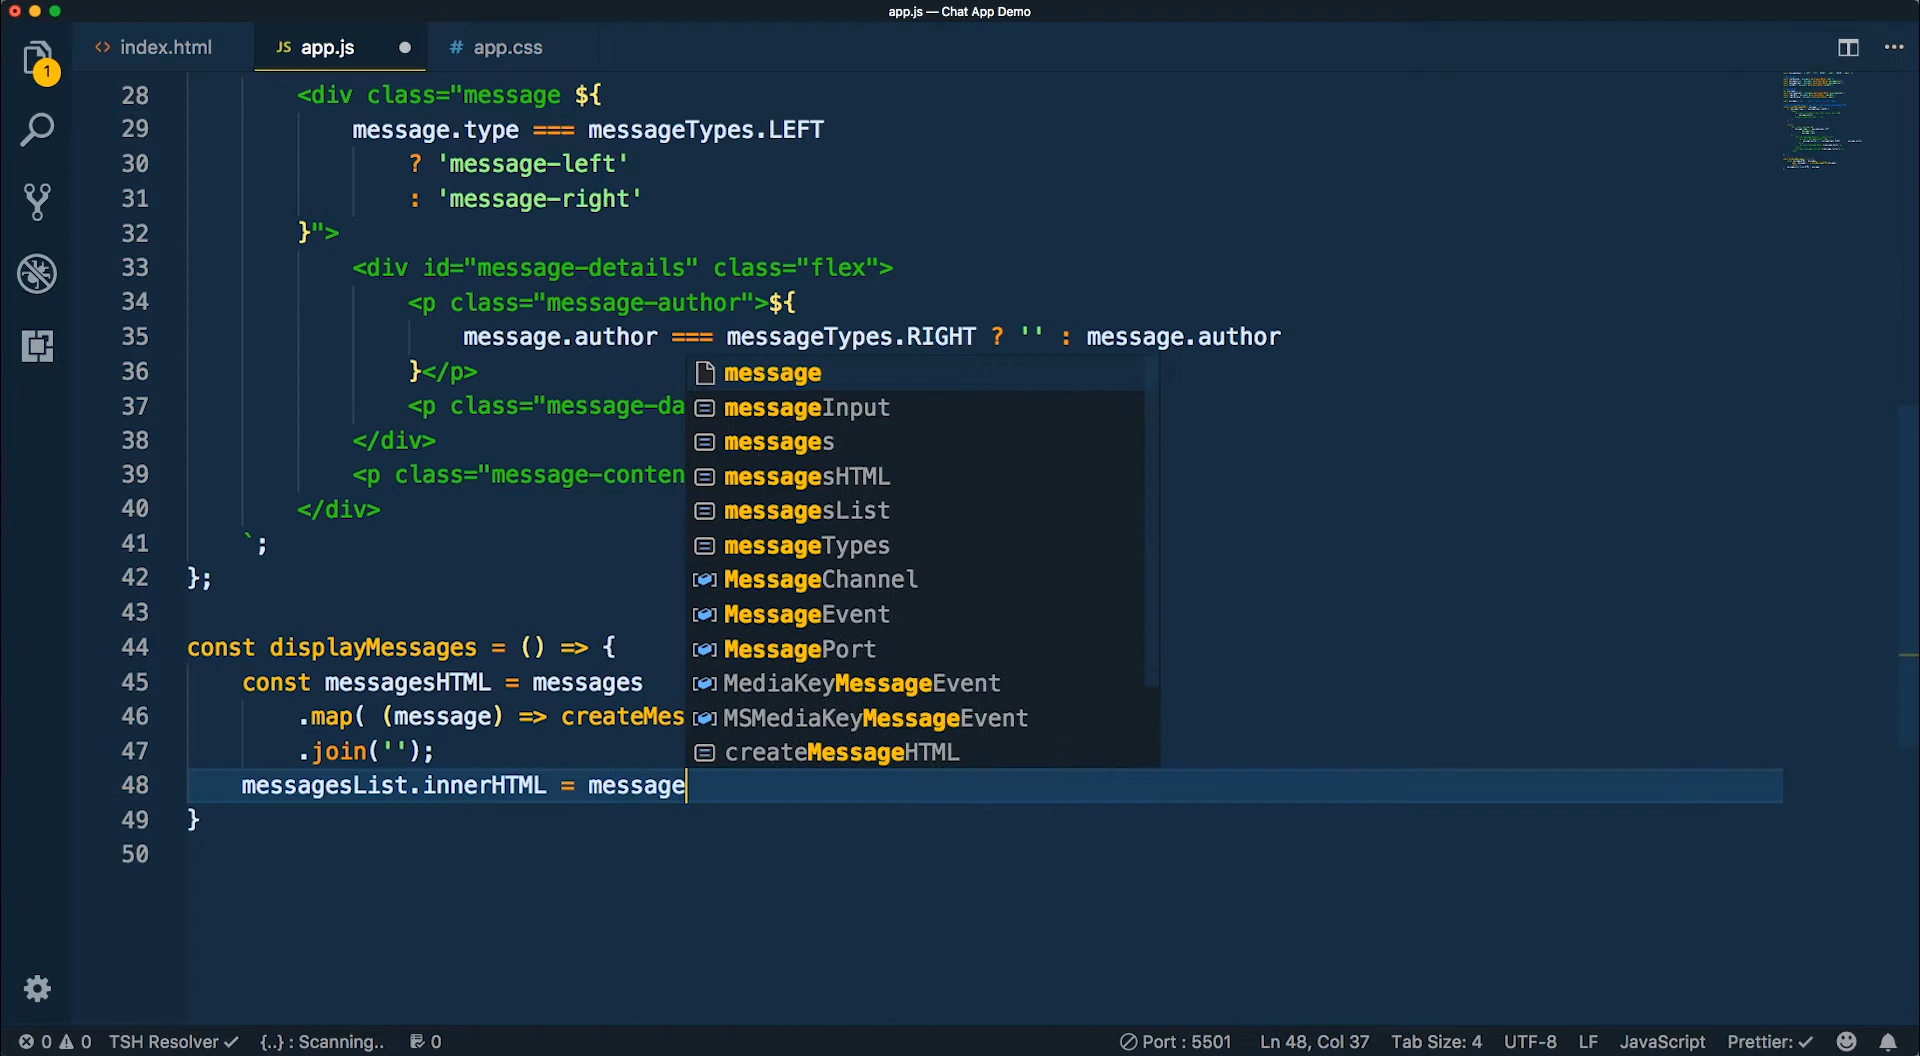 app.js — Chat App Demo
<> index.html
JS app.js
# app.css
1
28 <div class="message ${
29 message.type === messageTypes.LEFT
30 ? 'message-left'
31 : 'message-right'
32 }">
33 <div id="message-details" class="flex">
34 <p class="message-author">${
35 message.author === messageTypes.RIGHT ? '' : message.author
36 }</p>
37 <p class="message-da
38 </div>
39 <p class="message-conten
40 </div>
41 `;
42 };
43
44 const displayMessages = () => {
45 const messagesHTML = messages
46 .map( (message) => createMes
47 .join('');
48 messagesList.innerHTML = message
49 }
50
message
messageInput
messages
messagesHTML
messagesList
messageTypes
MessageChannel
MessageEvent
MessagePort
MediaKeyMessageEvent
MSMediaKeyMessageEvent
createMessageHTML
0 0 TSH Resolver ✓ {..} : Scanning.. 0 Port : 5501 Ln 48, Col 37 Tab Size: 4 UTF-8 LF JavaScript Prettier: ✓